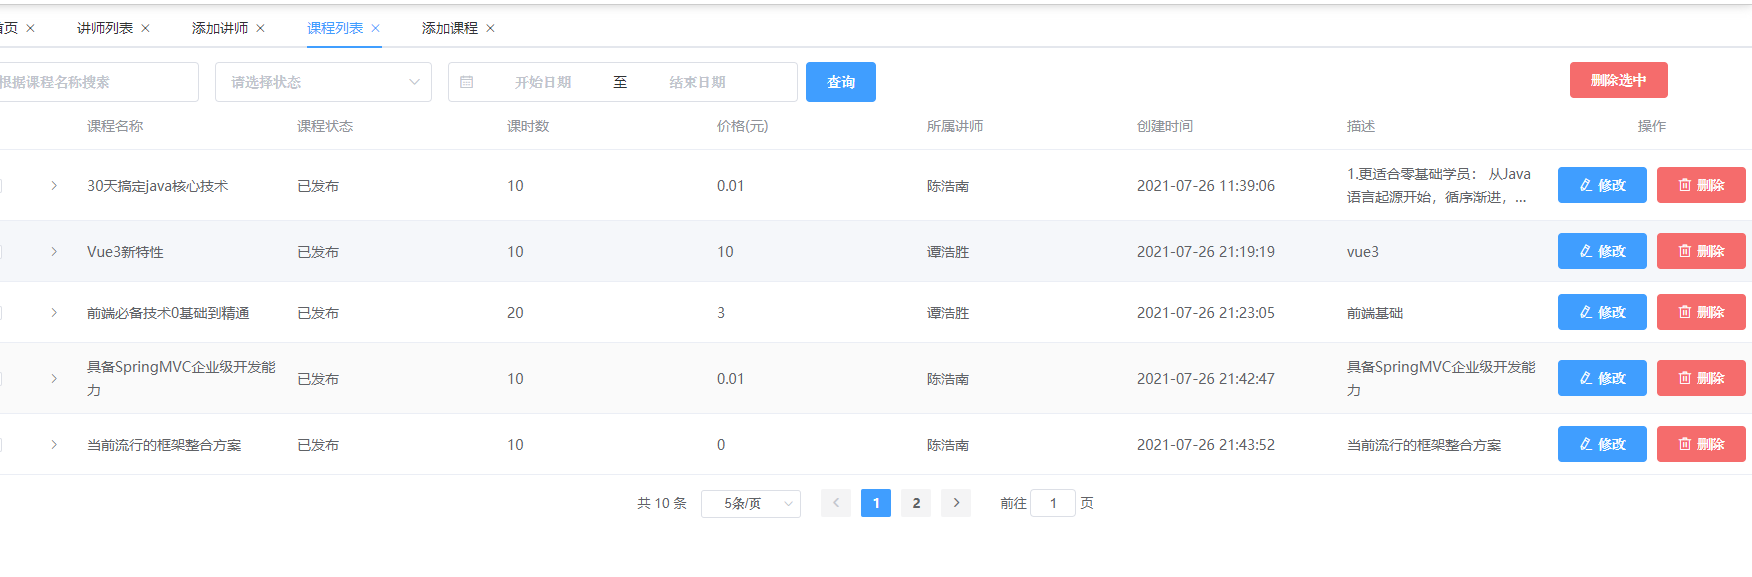 首页
讲师列表
添加讲师
课程列表
添加课程
根据课程名称搜索
请选择状态
开始日期 至 结束日期
查询
删除选中
课程名称 课程状态 课时数 价格(元) 所属讲师 创建时间 描述 操作
30天搞定java核心技术 已发布 10 0.01 陈浩南 2021-07-26 11:39:06 1.更适合零基础学员： 从Java
语言起源开始，循序渐进，... 修改 删除
Vue3新特性 已发布 10 10 谭浩胜 2021-07-26 21:19:19 vue3 修改 删除
前端必备技术0基础到精通 已发布 20 3 谭浩胜 2021-07-26 21:23:05 前端基础 修改 删除
具备SpringMVC企业级开发能
力 已发布 10 0.01 陈浩南 2021-07-26 21:42:47 具备SpringMVC企业级开发能
力 修改 删除
当前流行的框架整合方案 已发布 10 0 陈浩南 2021-07-26 21:43:52 当前流行的框架整合方案 修改 删除
共 10 条 5条/页 1 2 前往 1 页